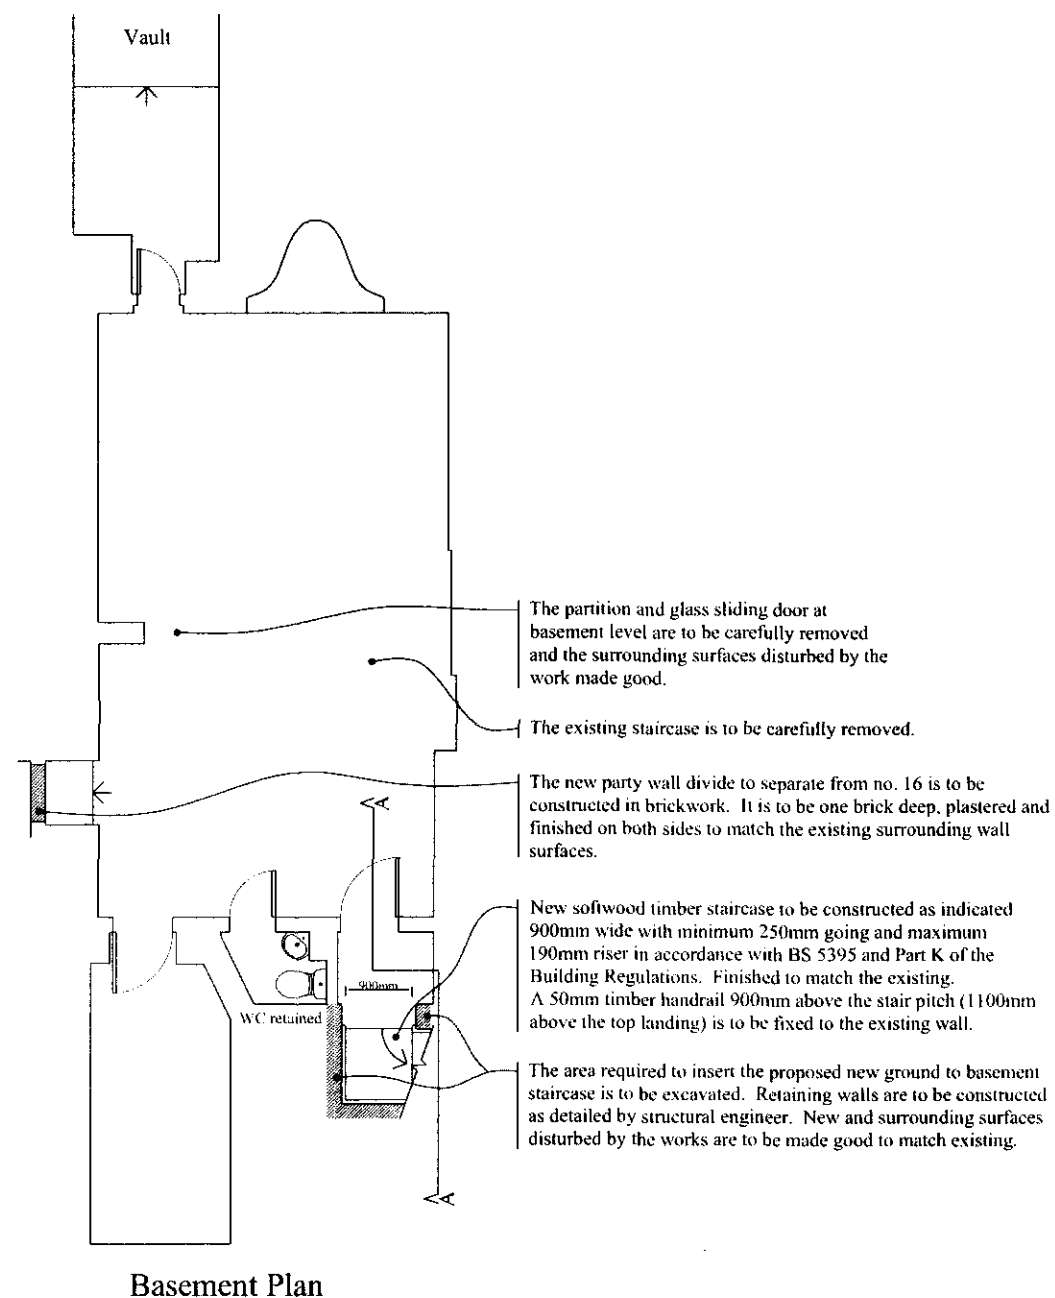 Vault
The partition and glass sliding door at
basement level are to be carefully removed
and the surrounding surfaces disturbed by the
work made good.
The existing staircase is to be carefully removed.
The new party wall divide to separate from no. 16 is to be
constructed in brickwork. It is to be one brick deep, plastered and
finished on both sides to match the existing surrounding wall
surfaces.
A
New softwood timber staircase to be constructed as indicated
900mm wide with minimum 250mm going and maximum
190mm riser in accordance with BS 5395 and Part K of the
Building Regulations. Finished to match the existing.
A 50mm timber handrail 900mm above the stair pitch (1100mm
above the top landing) is to be fixed to the existing wall.
900mm
WC retained
The area required to insert the proposed new ground to basement
staircase is to be excavated. Retaining walls are to be constructed
as detailed by structural engineer. New and surrounding surfaces
disturbed by the works are to be made good to match existing.
A
Basement Plan